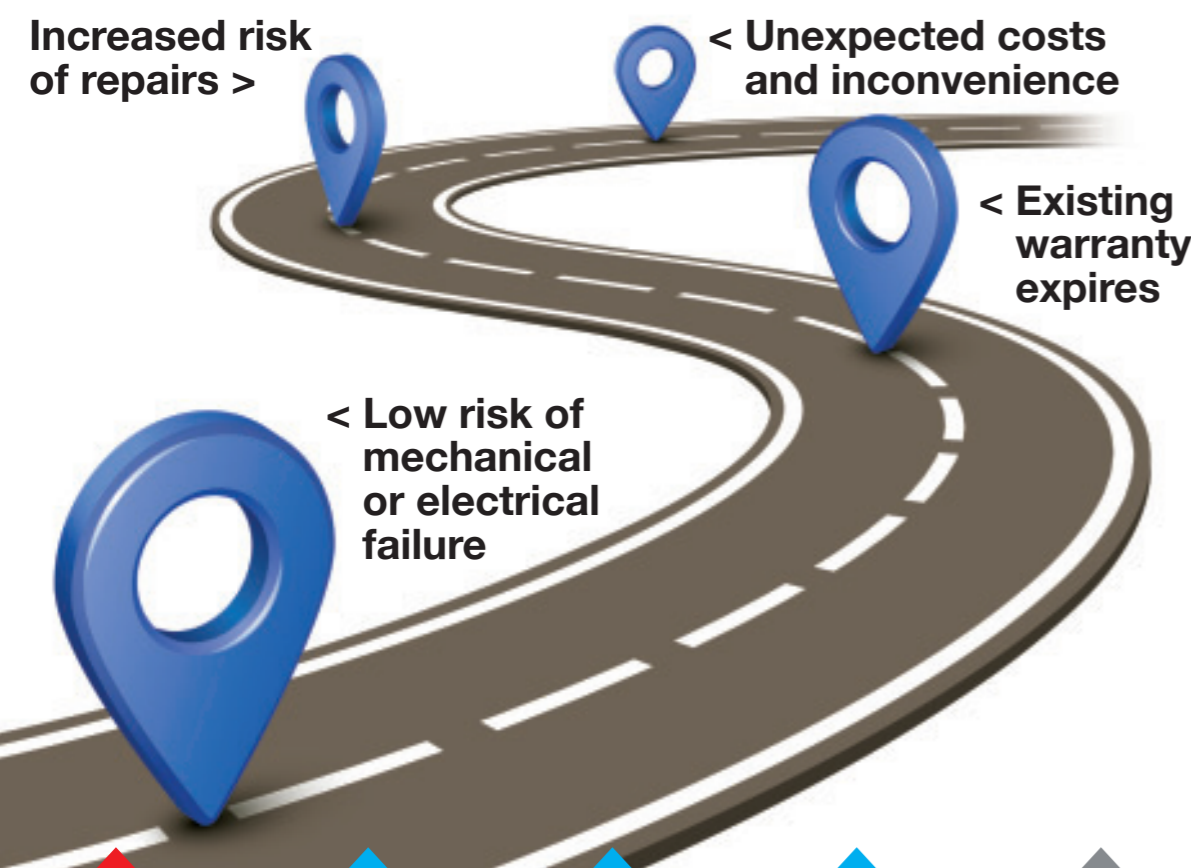 Increased risk
of repairs >
< Unexpected costs
and inconvenience
< Existing
warranty
expires
< Low risk of
mechanical
or electrical
failure